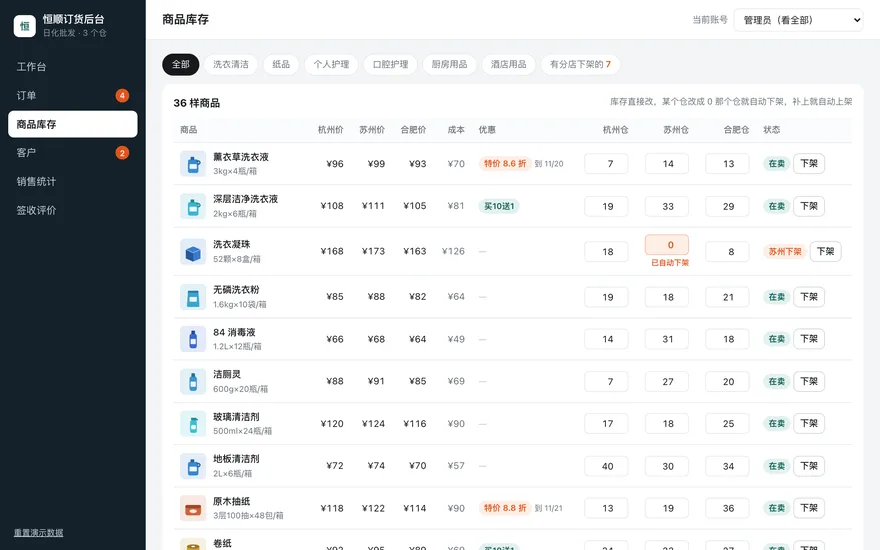 恒
恒顺订货后台
日化批发 · 3 个仓
工作台
订单 4
商品库存
客户 2
销售统计
签收评价
重置演示数据
商品库存
当前账号 管理员（看全部）
全部 洗衣清洁 纸品 个人护理 口腔护理 厨房用品 酒店用品 有分店下架的 7
36 样商品
库存直接改，某个仓改成 0 那个仓就自动下架，补上就自动上架
商品 杭州价 苏州价 合肥价 成本 优惠 杭州仓 苏州仓 合肥仓 状态
薰衣草洗衣液
3kg×4瓶/箱
¥96 ¥99 ¥93 ¥70 特价 8.6 折 到 11/20 7 14 13 在卖 下架
深层洁净洗衣液
2kg×6瓶/箱
¥108 ¥111 ¥105 ¥81 买10送1 19 33 29 在卖 下架
洗衣凝珠
52颗×8盒/箱
¥168 ¥173 ¥163 ¥126 — 18 0 8 苏州下架 下架
已自动下架
无磷洗衣粉
1.6kg×10袋/箱
¥85 ¥88 ¥82 ¥64 — 19 18 21 在卖 下架
84 消毒液
1.2L×12瓶/箱
¥66 ¥68 ¥64 ¥49 — 14 31 18 在卖 下架
洁厕灵
600g×20瓶/箱
¥88 ¥91 ¥85 ¥69 — 7 27 20 在卖 下架
玻璃清洁剂
500ml×24瓶/箱
¥120 ¥124 ¥116 ¥90 — 17 18 25 在卖 下架
地板清洁剂
2L×6瓶/箱
¥72 ¥74 ¥70 ¥57 — 40 30 34 在卖 下架
原木抽纸
3层100抽×48包/箱
¥118 ¥122 ¥114 ¥90 特价 8.8 折 到 11/21 13 19 36 在卖 下架
卷纸